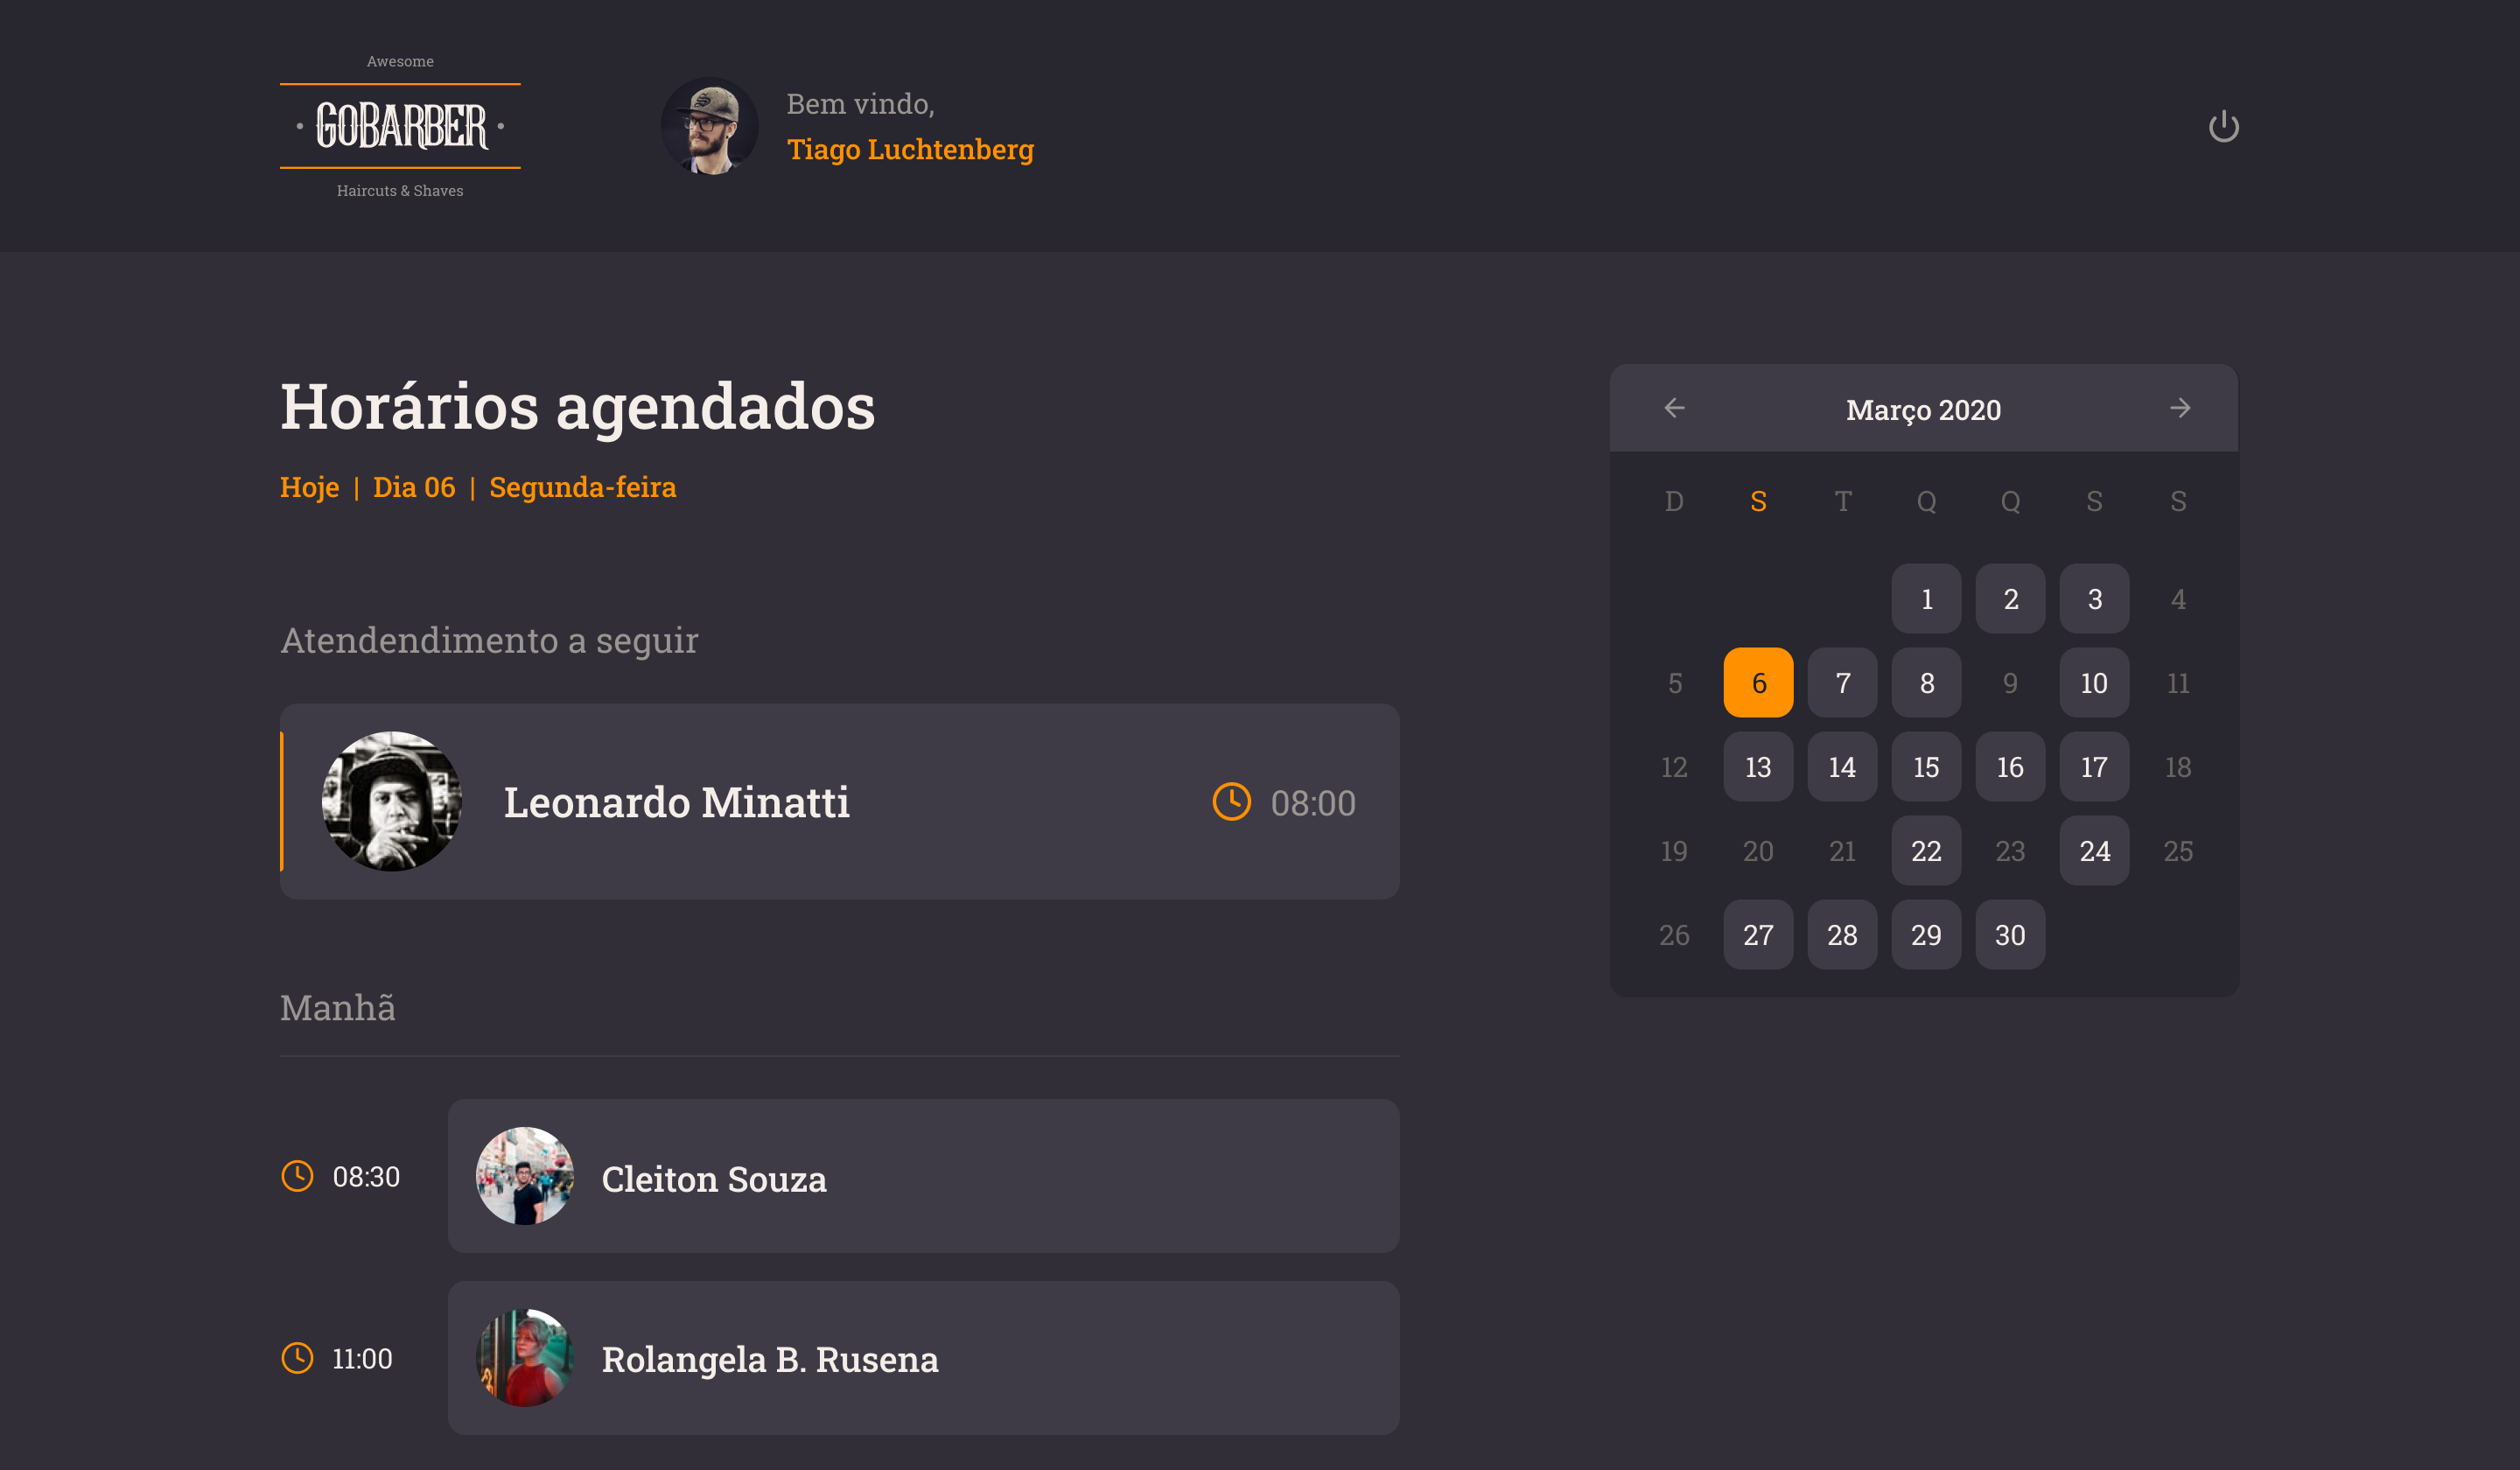 Awesome
GOBARBER
Haircuts & Shaves
Bem vindo,
Tiago Luchtenberg
Horários agendados
Hoje | Dia 06 | Segunda-feira
Atendendimento a seguir
Leonardo Minatti 08:00
Manhã
08:30 Cleiton Souza
11:00 Rolangela B. Rusena
Março 2020
D S T Q Q S S
1 2 3 4
5 6 7 8 9 10 11
12 13 14 15 16 17 18
19 20 21 22 23 24 25
26 27 28 29 30